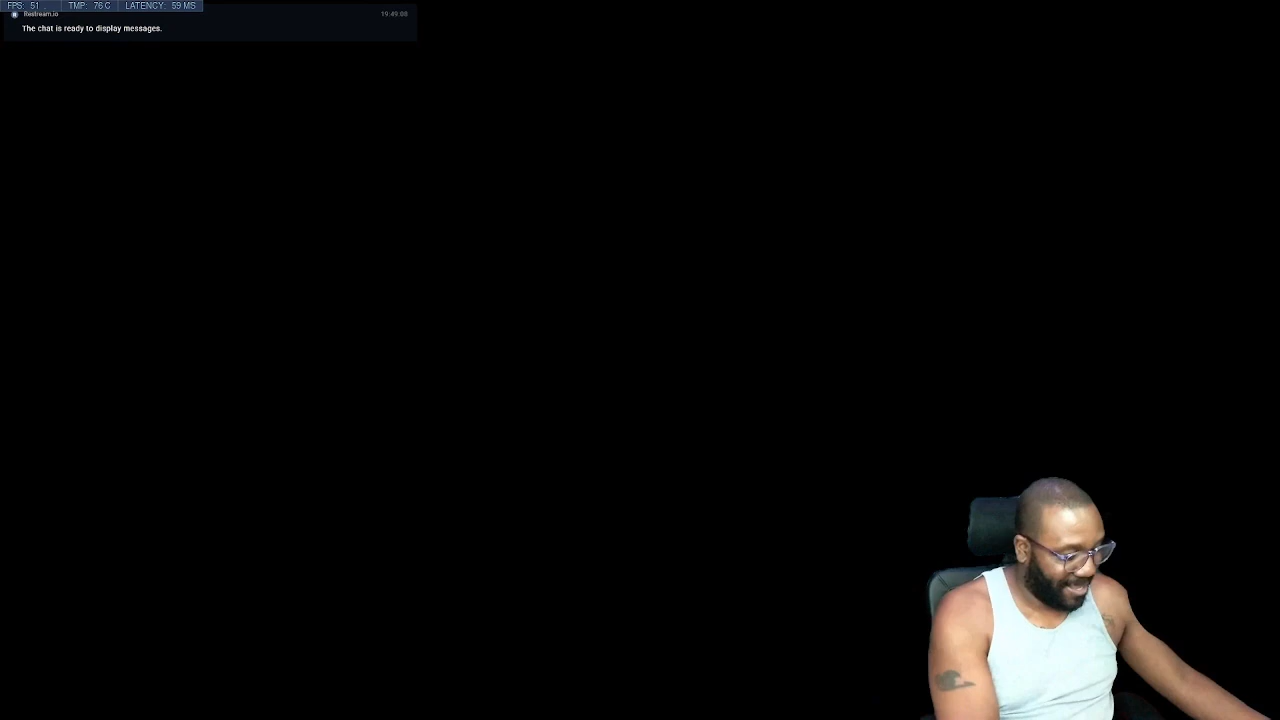 FPS: 51 TMP: 76 C LATENCY: 59 MS
Restream.io 19:49:08
The chat is ready to display messages.